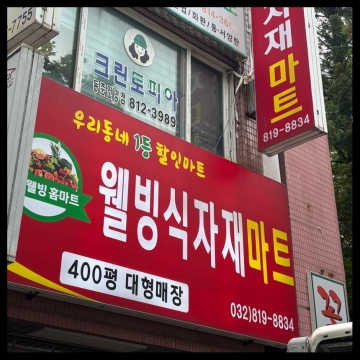 크린토피아
812-3989
자재마트
819-8834
우리동네 1등 할인마트
웰빙홈마트
웰빙식자재마트
400평 대형매장
032)819-8834
꽃